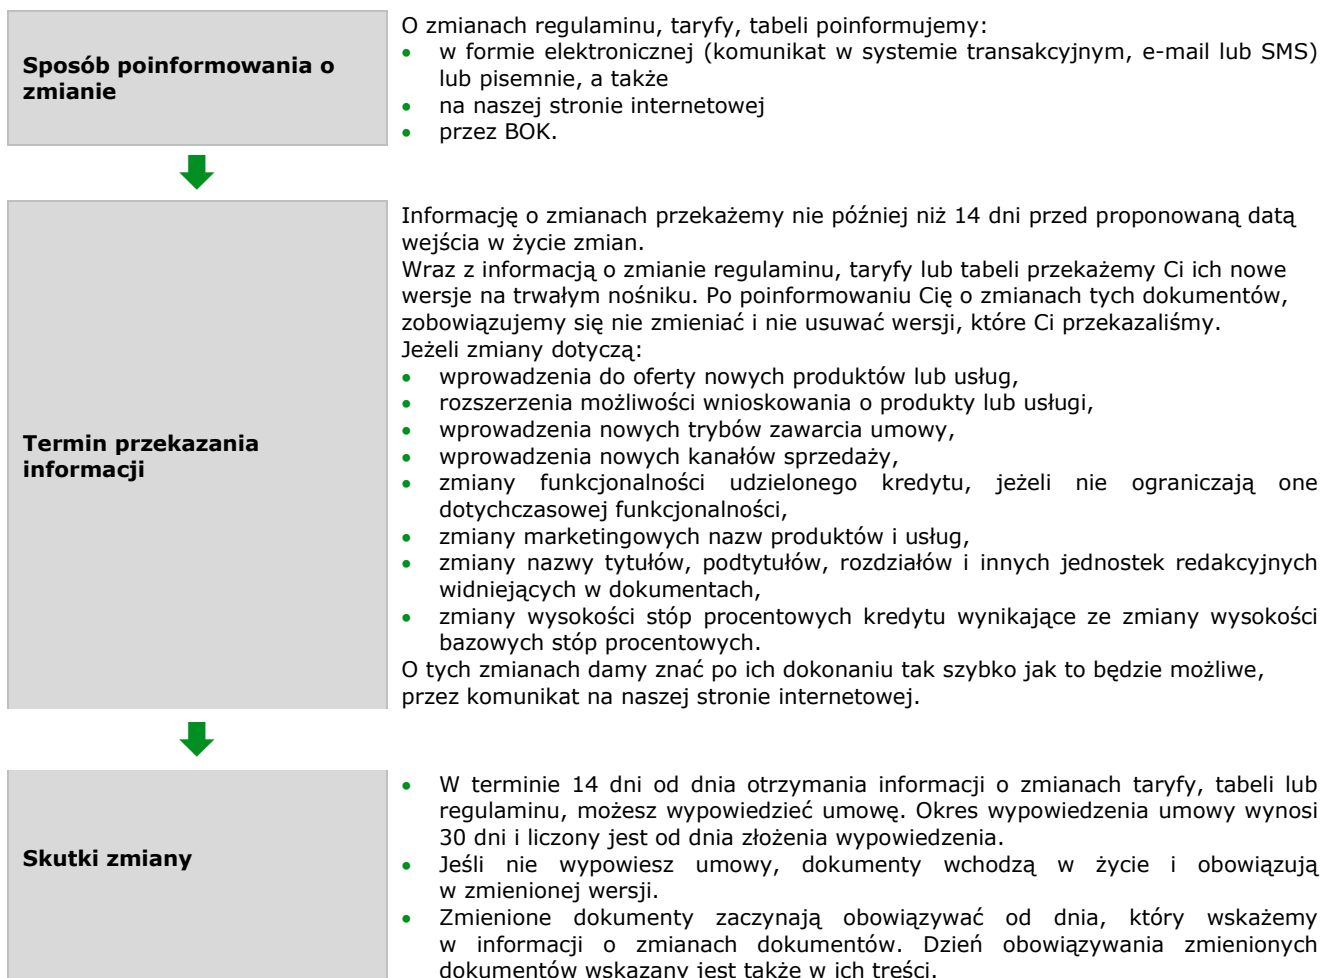 Sposób poinformowania o
zmianie
O zmianach regulaminu, taryfy, tabeli poinformujemy:
• w formie elektronicznej (komunikat w systemie transakcyjnym, e-mail lub SMS)
lub pisemnie, a także
• na naszej stronie internetowej
• przez BOK.
Termin przekazania
informacji
Informację o zmianach przekażemy nie później niż 14 dni przed proponowaną datą
wejścia w życie zmian.
Wraz z informacją o zmianie regulaminu, taryfy lub tabeli przekażemy Ci ich nowe
wersje na trwałym nośniku. Po poinformowaniu Cię o zmianach tych dokumentów,
zobowiązujemy się nie zmieniać i nie usuwać wersji, które Ci przekazaliśmy.
Jeżeli zmiany dotyczą:
• wprowadzenia do oferty nowych produktów lub usług,
• rozszerzenia możliwości wnioskowania o produkty lub usługi,
• wprowadzenia nowych trybów zawarcia umowy,
• wprowadzenia nowych kanałów sprzedaży,
• zmiany funkcjonalności udzielonego kredytu, jeżeli nie ograniczają one
dotychczasowej funkcjonalności,
• zmiany marketingowych nazw produktów i usług,
• zmiany nazwy tytułów, podtytułów, rozdziałów i innych jednostek redakcyjnych
widniejących w dokumentach,
• zmiany wysokości stóp procentowych kredytu wynikające ze zmiany wysokości
bazowych stóp procentowych.
O tych zmianach damy znać po ich dokonaniu tak szybko jak to będzie możliwe,
przez komunikat na naszej stronie internetowej.
Skutki zmiany
• W terminie 14 dni od dnia otrzymania informacji o zmianach taryfy, tabeli lub
regulaminu, możesz wypowiedzieć umowę. Okres wypowiedzenia umowy wynosi
30 dni i liczony jest od dnia złożenia wypowiedzenia.
• Jeśli nie wypowiesz umowy, dokumenty wchodzą w życie i obowiązują
w zmienionej wersji.
• Zmienione dokumenty zaczynają obowiązywać od dnia, który wskażemy
w informacji o zmianach dokumentów. Dzień obowiązywania zmienionych
dokumentów wskazany jest także w ich treści.